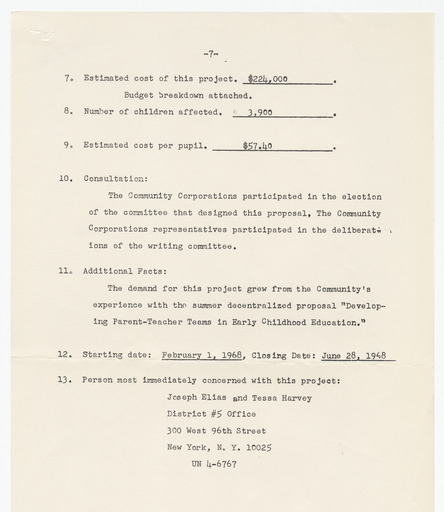 -7-
7. Estimated cost of this project. $224,000.
Budget breakdown attached.
8. Number of children affected. 3,900.
9. Estimated cost per pupil. $57.40.
10. Consultation:
The Community Corporations participated in the election
of the committee that designed this proposal, The Community
Corporations representatives participated in the deliberat-
ions of the writing committee.
11. Additional Facts:
The demand for this project grew from the Community's
experience with the summer decentralized proposal "Develop-
ing Parent-Teacher Teams in Early Childhood Education."
12. Starting date: February 1, 1968, Closing Date: June 28, 1968
13. Person most immediately concerned with this project:
Joseph Elias and Tessa Harvey
District #5 Office
300 West 96th Street
New York, N. Y. 10025
UN 4-6767